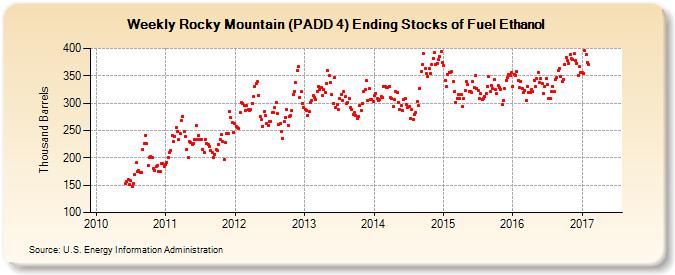 Weekly Rocky Mountain (PADD 4) Ending Stocks of Fuel Ethanol
Thousand Barrels
400
350
300
250
200
150
100
2010 2011 2012 2013 2014 2015 2016 2017
Source: U.S. Energy Information Administration